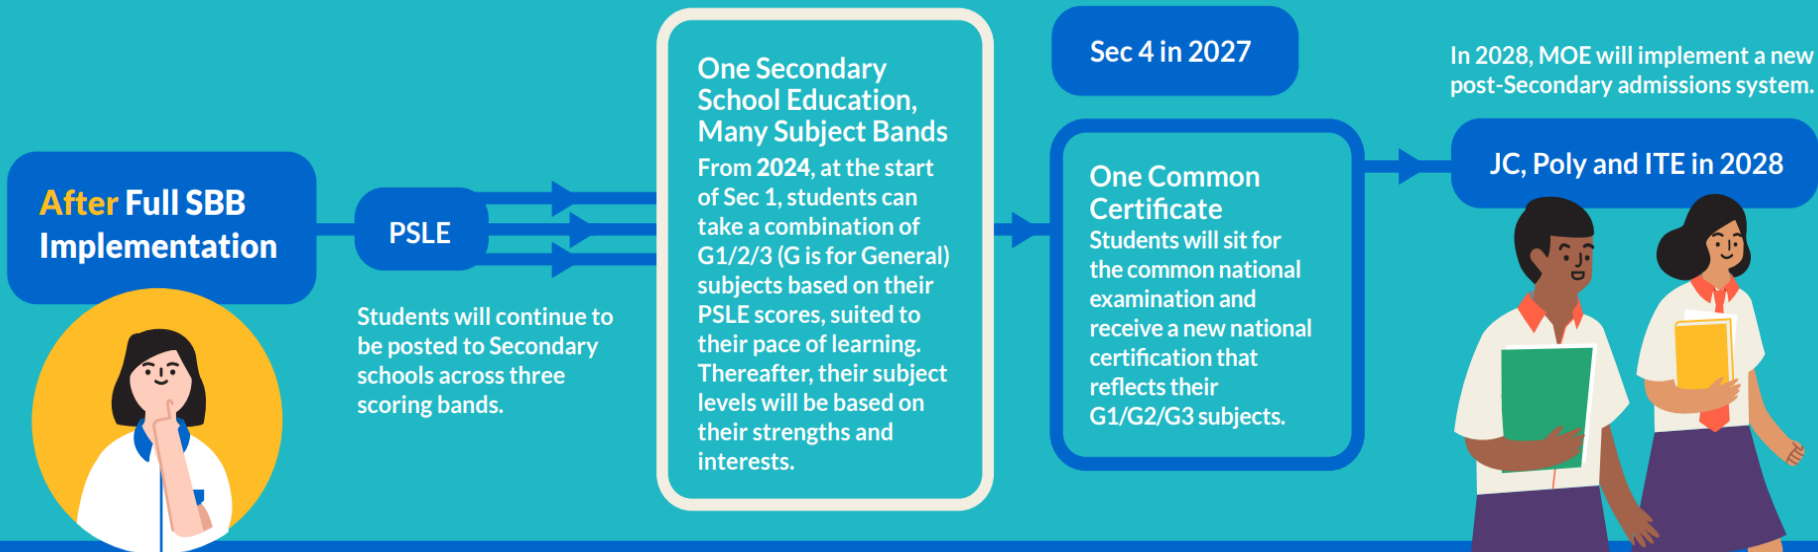 After Full SBB
Implementation
PSLE
Students will continue to
be posted to Secondary
schools across three
scoring bands.
One Secondary
School Education,
Many Subject Bands
From 2024, at the start
of Sec 1, students can
take a combination of
G1/2/3 (G is for General)
subjects based on their
PSLE scores, suited to
their pace of learning.
Thereafter, their subject
levels will be based on
their strengths and
interests.
Sec 4 in 2027
One Common
Certificate
Students will sit for
the common national
examination and
receive a new national
certification that
reflects their
G1/G2/G3 subjects.
In 2028, MOE will implement a new
post-Secondary admissions system.
JC, Poly and ITE in 2028